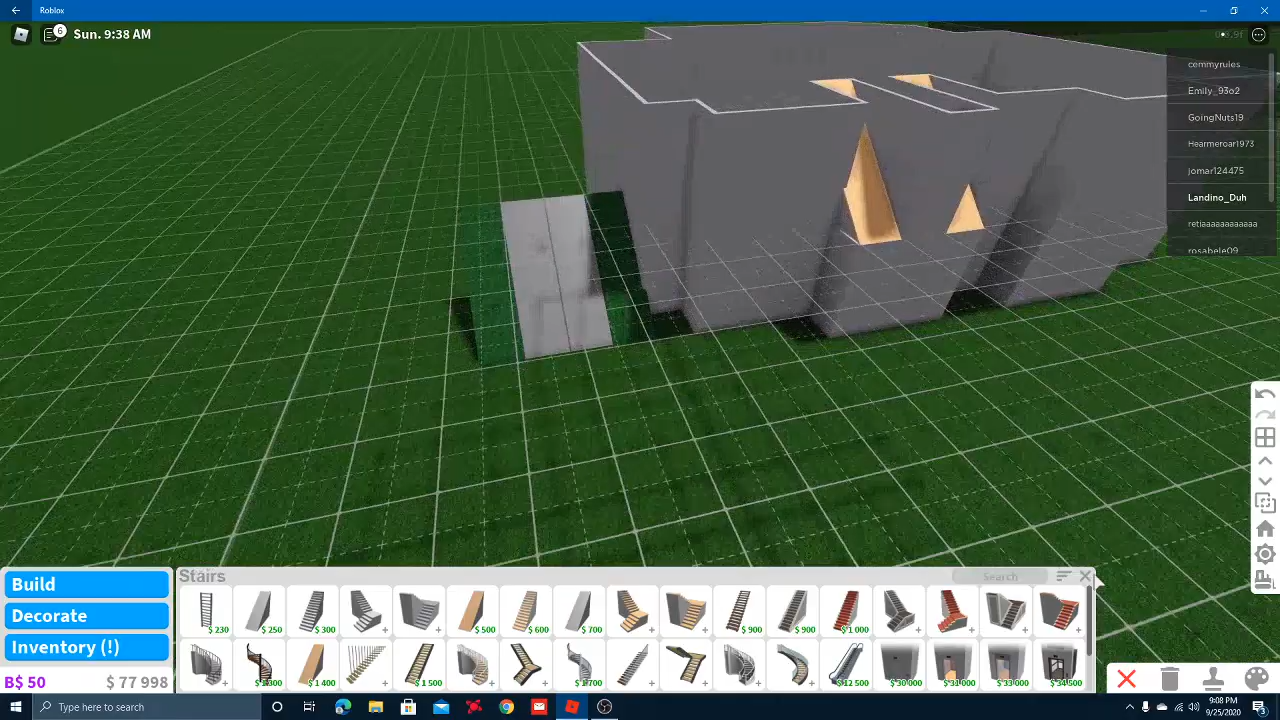 Roblox
6
Sun. 9:38 AM
cemmyrules
Emily_93o2
GoingNuts19
Hearmeroar1973
jomar124475
Landino_Duh
retiaaaaaaaaaaa
rosabele09
Stairs
Search
Build
Decorate
Inventory (!)
B$ 50
$ 77 998
$ 230
$ 250
$ 300
$ 500
$ 600
$ 700
$ 900
$ 900
$ 1 000
$ 1 400
$ 1 500
$ 12 500
$ 30 000
$ 33 000
$ 34 500
Type here to search
9:08 PM
9/25/2020
3